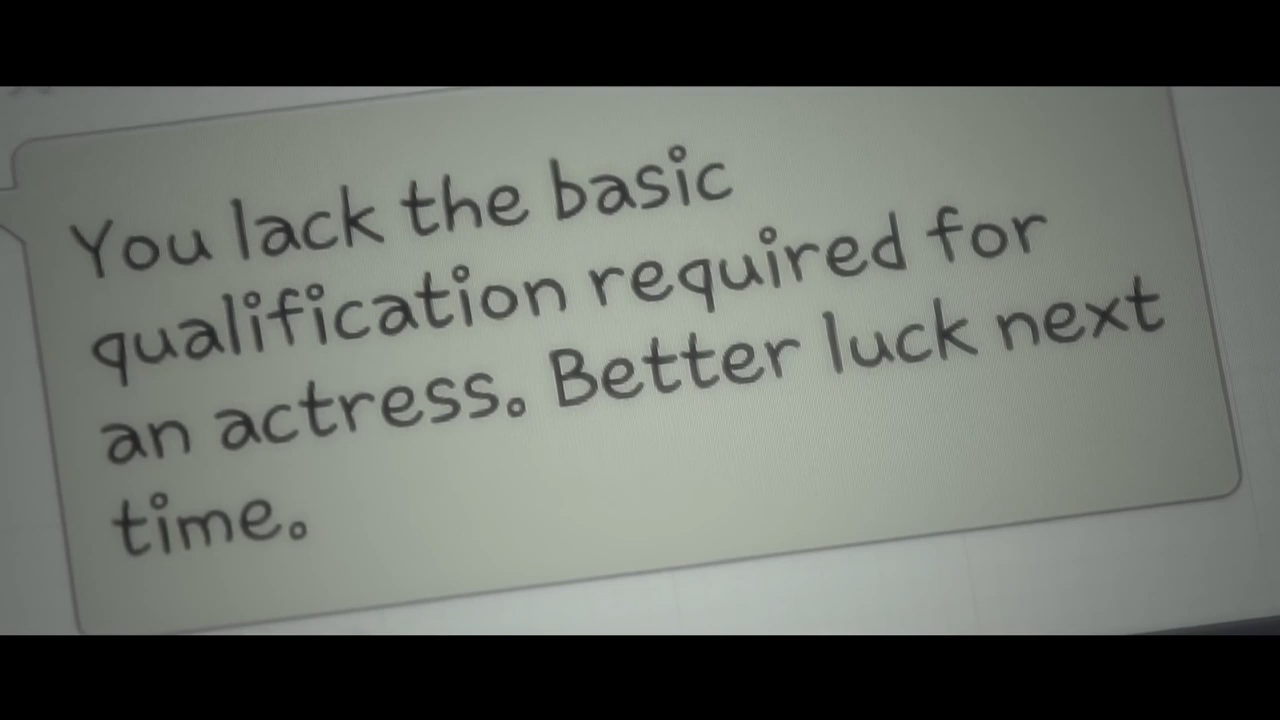 You lack the basic
qualification required for
an actress. Better luck next
time.